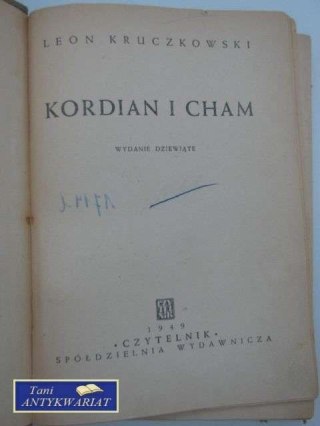 LEON KRUCZKOWSKI
KORDIAN I CHAM
WYDANIE DZIEWIĄTE
1949
•CZYTELNIK•
SPÓŁDZIELNIA WYDAWNICZA
Tani
ANTYKWARIAT